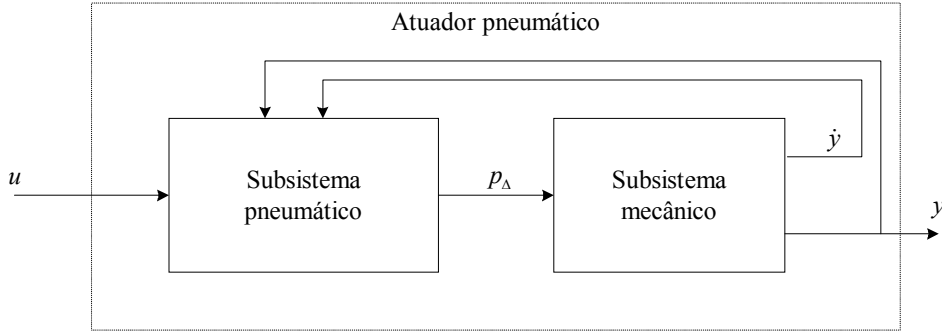 Atuador pneumático
ẏ
u
Subsistema
pneumático
p_Δ
Subsistema
mecânico
y